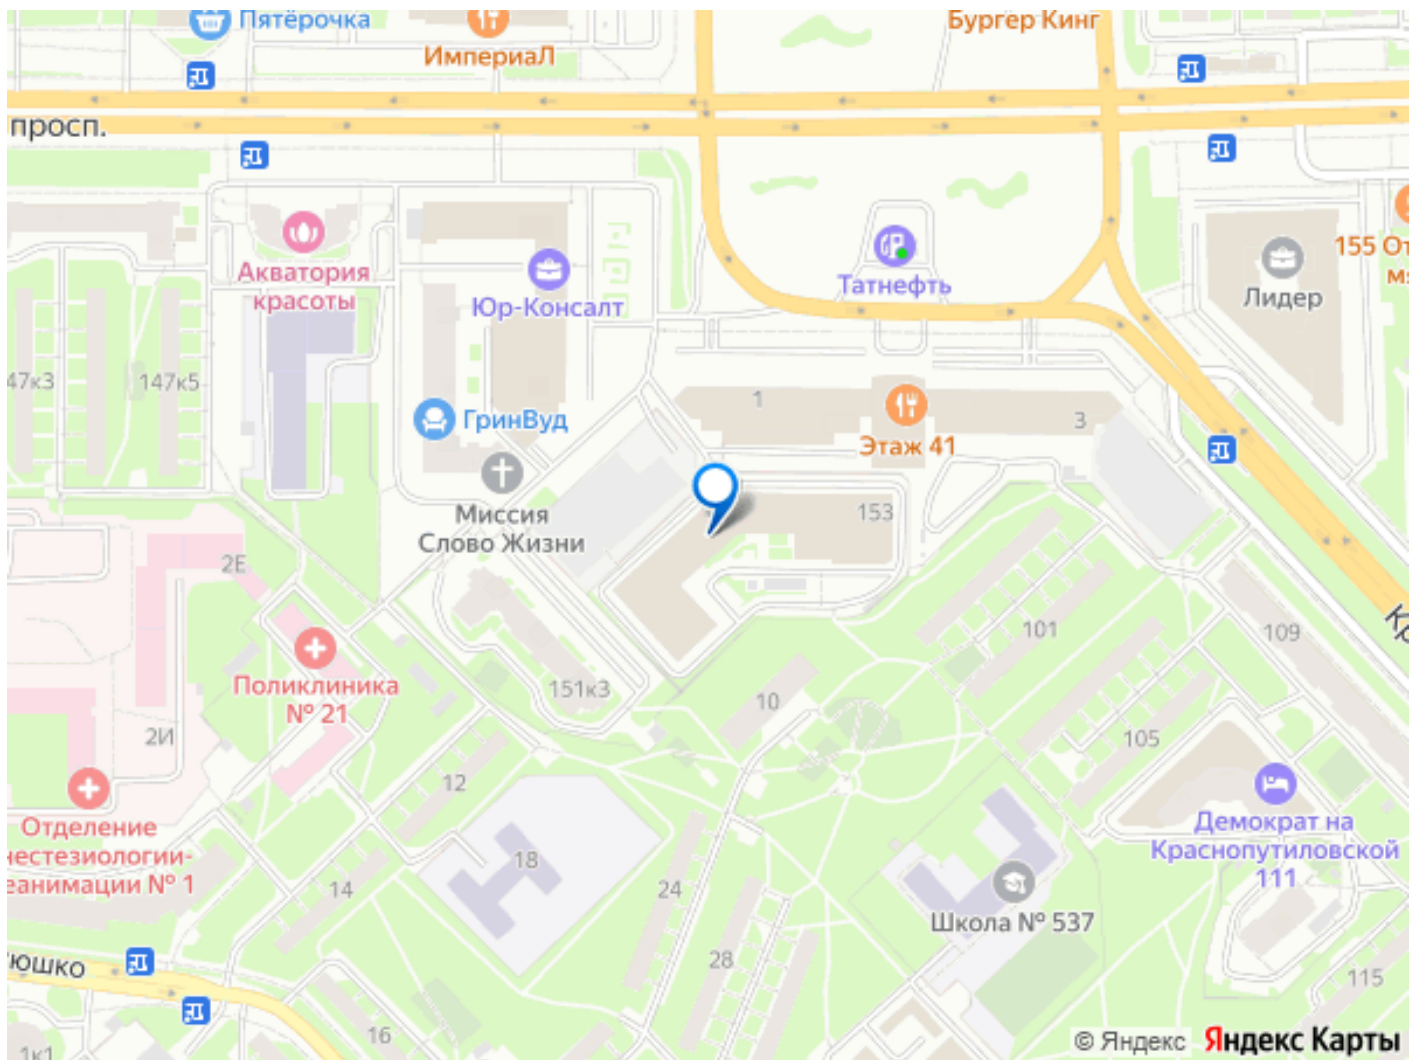 Пятёрочка
ИмпериаЛ
Бургер Кинг
просп.
Акватория
красоты
Юр-Консалт
Татнефть
155 От
Лидер
47к3
147к5
ГринВуд
1
3
Этаж 41
Миссия
Слово Жизни
153
2Е
101
109
Поликлиника
№ 21
151к3
10
2И
12
105
Отделение
нестезиологии-
еанимации № 1
Демократ на
Краснопутиловской
111
18
14
24
Школа № 537
28
115
юшко
16
1к1
© Яндекс Яндекс Карты